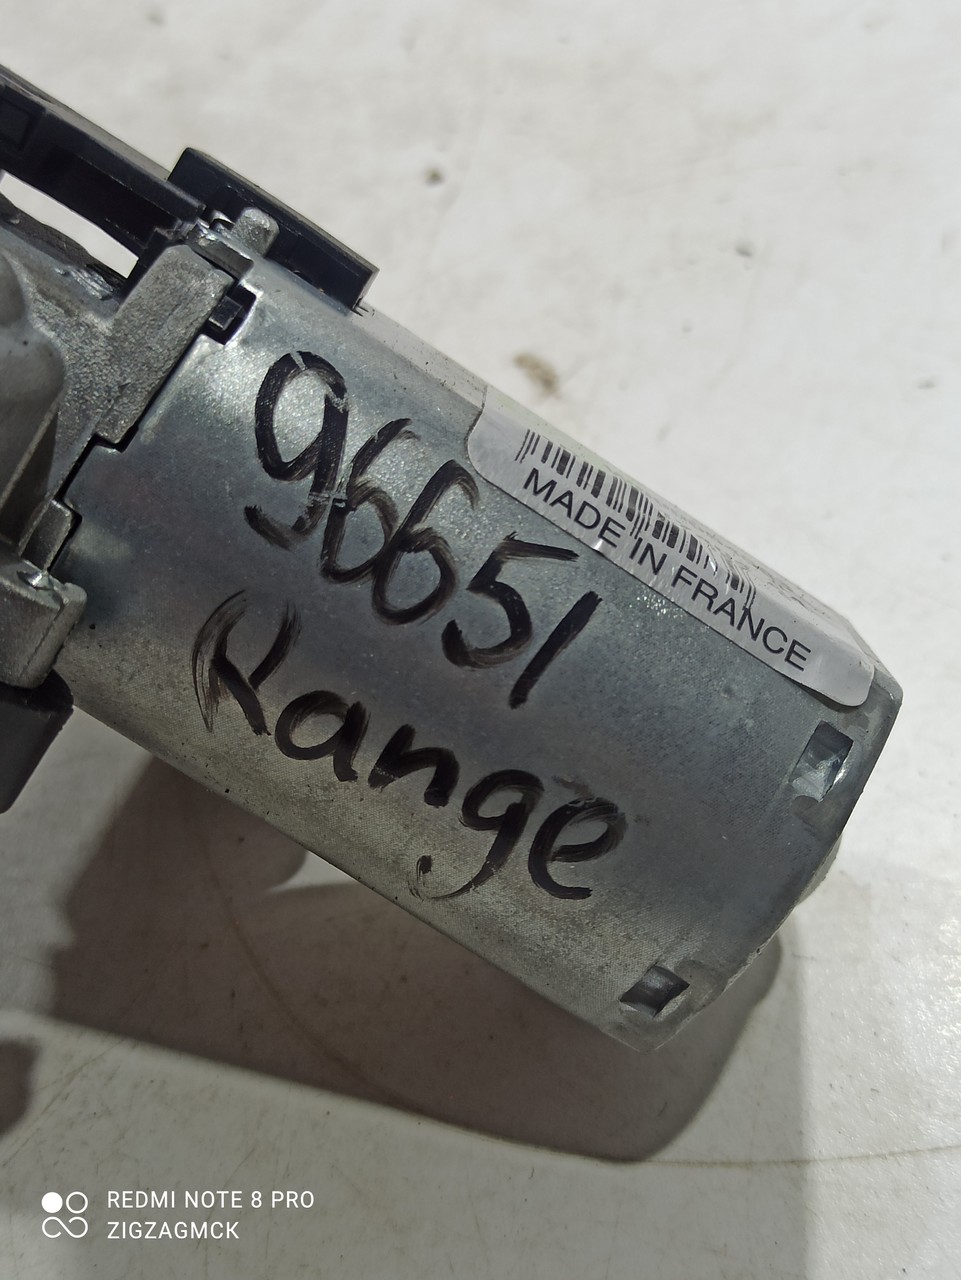 96651
Range
MADE IN FRANCE
REDMI NOTE 8 PRO
ZIGZAGMCK